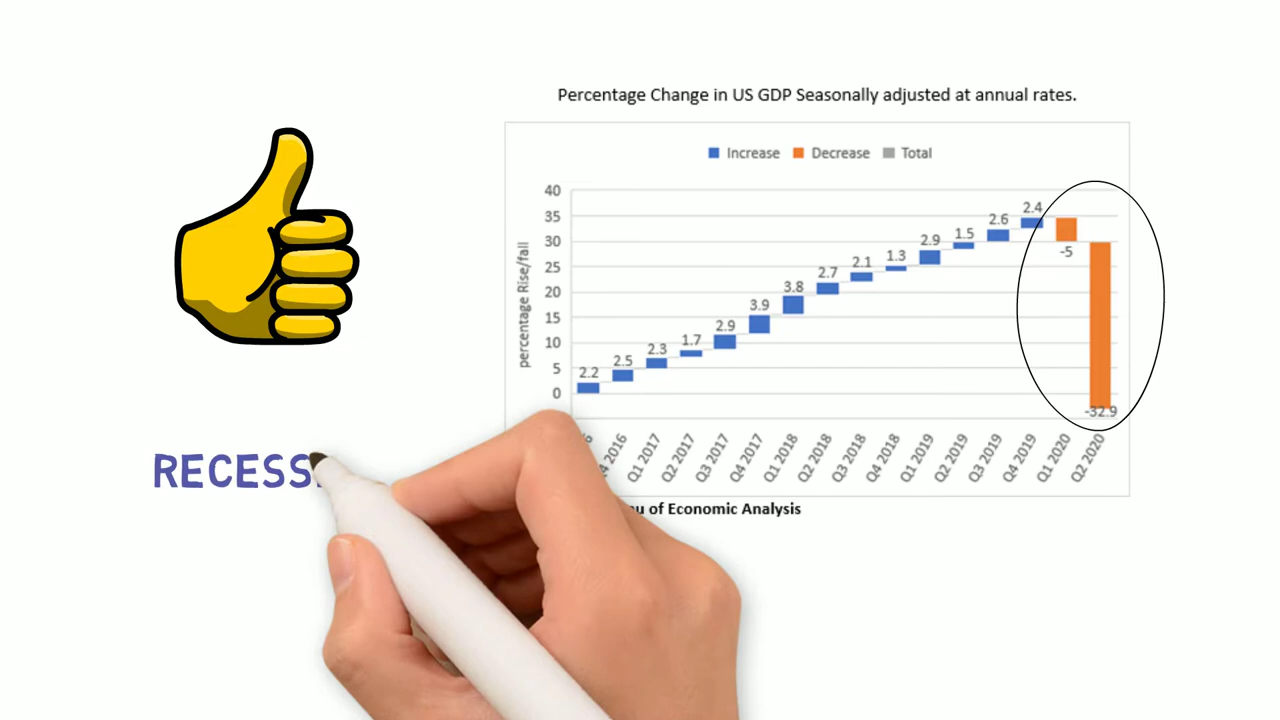 Percentage Change in US GDP Seasonally adjusted at annual rates.
Increase Decrease Total
percentage Rise/fall
40
35
30
25
20
15
10
5
0
2.2
2.5
2.3
1.7
2.9
3.9
3.8
2.7
2.1
1.3
2.9
1.5
2.6
2.4
-5
-32.9
2016
Q1 2017
Q2 2017
Q3 2017
Q4 2017
Q1 2018
Q2 2018
Q3 2018
Q4 2018
Q1 2019
Q2 2019
Q3 2019
Q4 2019
Q1 2020
Q2 2020
of Economic Analysis
RECESS